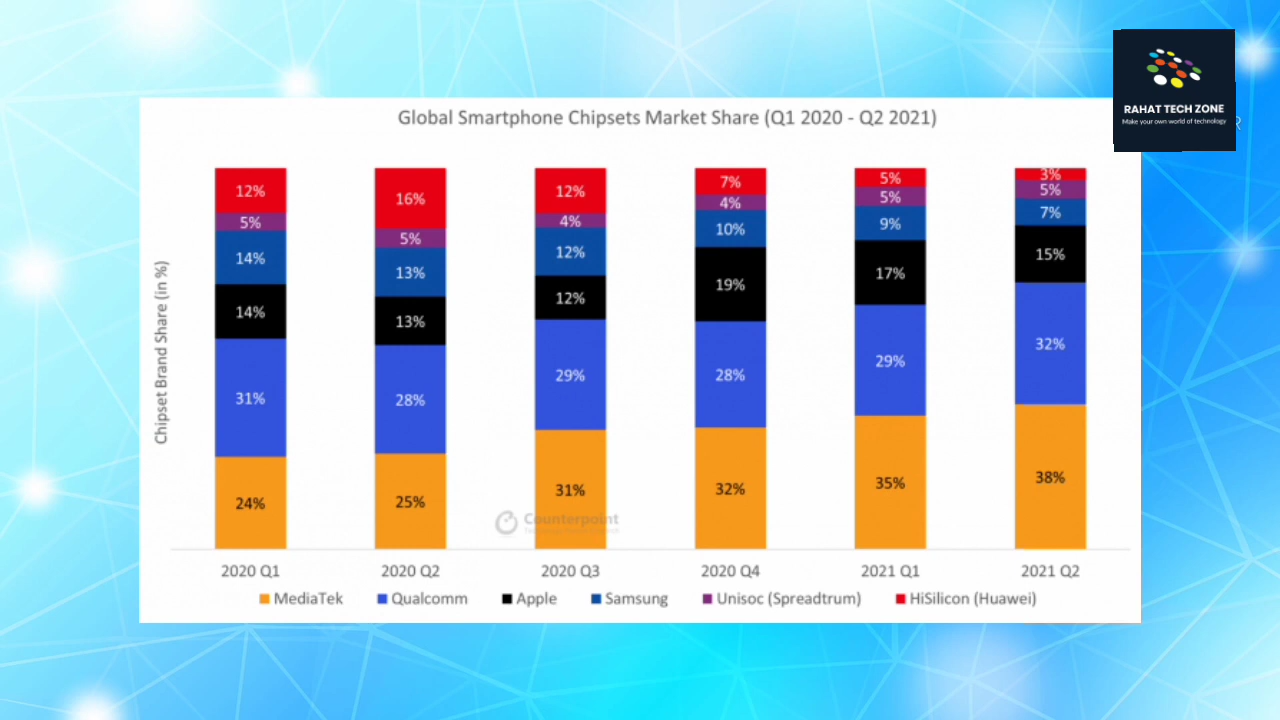 RAHAT TECH ZONE
Make your own world of technology
R
Global Smartphone Chipsets Market Share (Q1 2020 - Q2 2021)
Chipset Brand Share (in %)
12% 16% 12% 7% 5% 3%
5% 5% 4% 4% 5% 5%
14% 13% 12% 10% 9% 7%
14% 13% 12% 19% 17% 15%
31% 28% 29% 28% 29% 32%
24% 25% 31% 32% 35% 38%
Counterpoint
2020 Q1 2020 Q2 2020 Q3 2020 Q4 2021 Q1 2021 Q2
MediaTek Qualcomm Apple Samsung Unisoc (Spreadtrum) HiSilicon (Huawei)